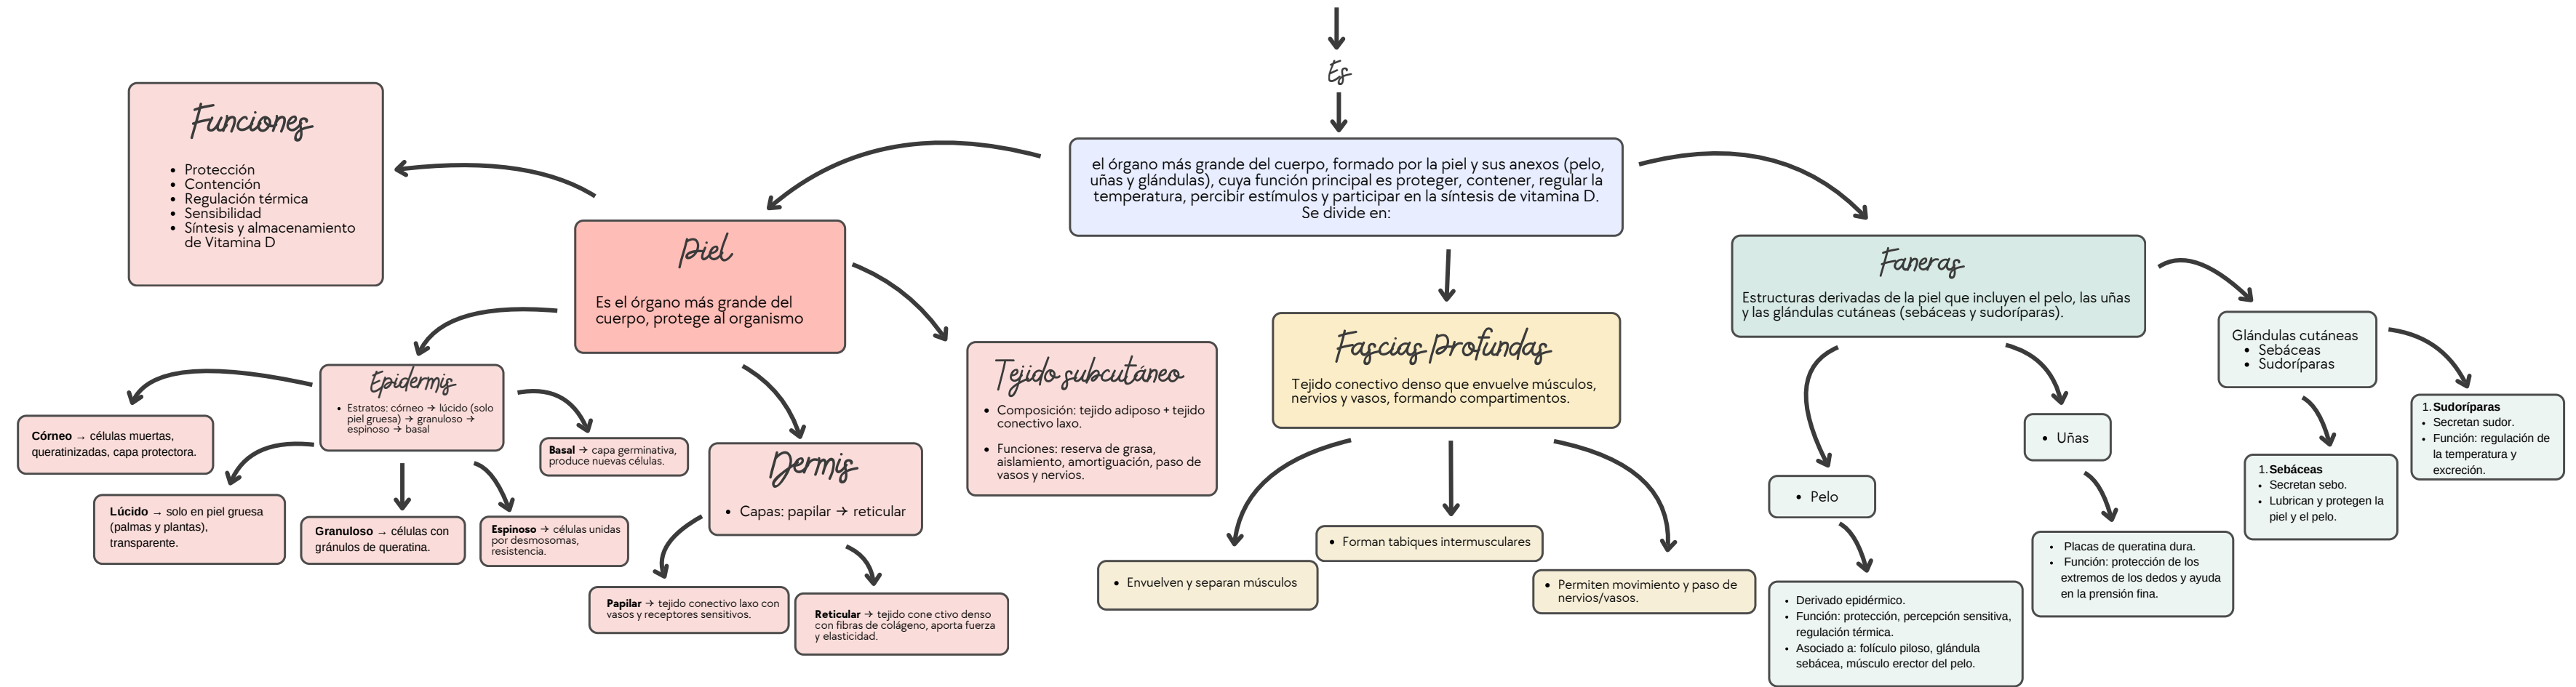 Es
el órgano más grande del cuerpo, formado por la piel y sus anexos (pelo,
uñas y glándulas), cuya función principal es proteger, contener, regular la
temperatura, percibir estímulos y participar en la síntesis de vitamina D.
Se divide en:
Funciones
• Protección
• Contención
• Regulación térmica
• Sensibilidad
• Síntesis y almacenamiento
de Vitamina D
Piel
Es el órgano más grande del
cuerpo, protege al organismo
Epidermis
• Estratos: córneo → lúcido (solo
piel gruesa) → granuloso →
espinoso → basal
Córneo → células muertas,
queratinizadas, capa protectora.
Lúcido → solo en piel gruesa
(palmas y plantas),
transparente.
Granuloso → células con
gránulos de queratina.
Espinoso → células unidas
por desmosomas,
resistencia.
Basal → capa germinativa,
produce nuevas células.
Dermis
• Capas: papilar → reticular
Papilar → tejido conectivo laxo con
vasos y receptores sensitivos.
Reticular → tejido cone ctivo denso
con fibras de colágeno, aporta fuerza
y elasticidad.
Tejido subcutáneo
• Composición: tejido adiposo + tejido
conectivo laxo.
• Funciones: reserva de grasa,
aislamiento, amortiguación, paso de
vasos y nervios.
Fascias Profundas
Tejido conectivo denso que envuelve músculos,
nervios y vasos, formando compartimentos.
• Envuelven y separan músculos
• Forman tabiques intermusculares
• Permiten movimiento y paso de
nervios/vasos.
Faneras
Estructuras derivadas de la piel que incluyen el pelo, las uñas
y las glándulas cutáneas (sebáceas y sudoríparas).
• Pelo
• Derivado epidérmico.
• Función: protección, percepción sensitiva,
regulación térmica.
• Asociado a: folículo piloso, glándula
sebácea, músculo erector del pelo.
• Uñas
• Placas de queratina dura.
• Función: protección de los
extremos de los dedos y ayuda
en la prensión fina.
Glándulas cutáneas
• Sebáceas
• Sudoríparas
1. Sebáceas
• Secretan sebo.
• Lubrican y protegen la
piel y el pelo.
1. Sudoríparas
• Secretan sudor.
• Función: regulación de
la temperatura y
excreción.